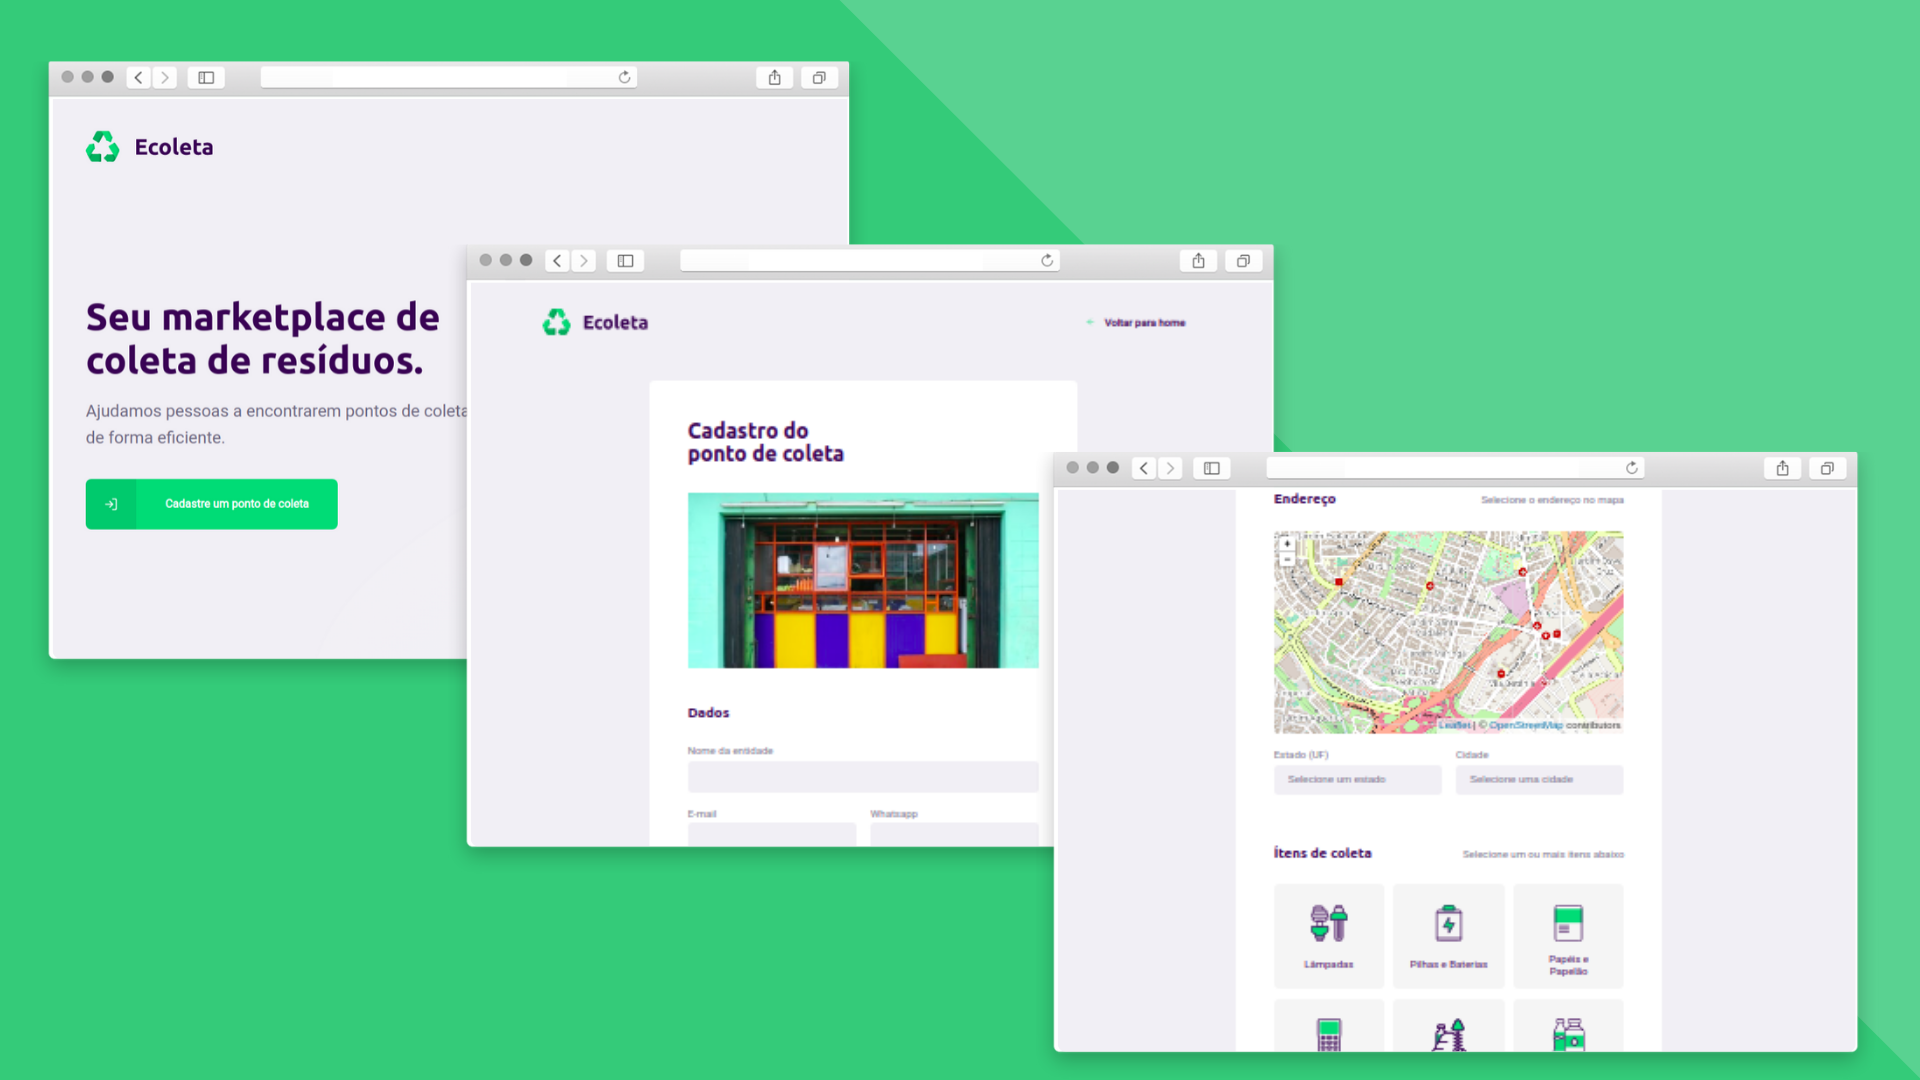 Ecoleta
Seu marketplace de
coleta de resíduos.
Ajudamos pessoas a encontrarem pontos de coleta
de forma eficiente.
Cadastre um ponto de coleta
Ecoleta
Voltar para home
Cadastro do
ponto de coleta
Dados
Nome da entidade
E-mail
Whatsapp
Endereço
Selecione o endereço no mapa
+
−
Leaflet | © OpenStreetMap contributors
Estado (UF)
Cidade
Selecione um estado
Selecione uma cidade
Ítens de coleta
Selecione um ou mais itens abaixo
Lâmpadas
Pilhas e Baterias
Papéis e
Papelão